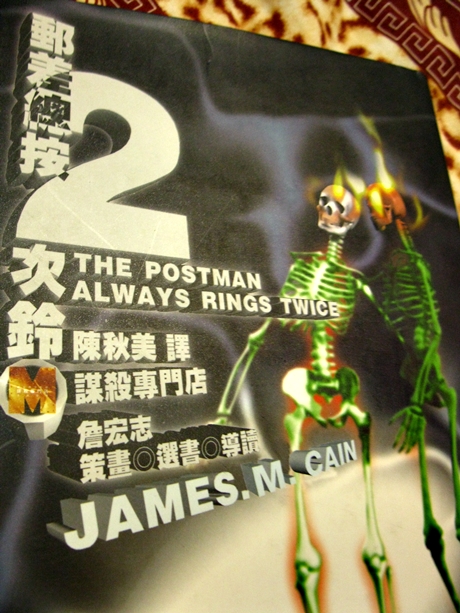 郵差總按
2
次鈴
THE POSTMAN
ALWAYS RINGS TWICE
陳秋美 譯
M
謀殺專門店
詹宏志
策畫◎選書◎導讀
JAMES. M. CAIN